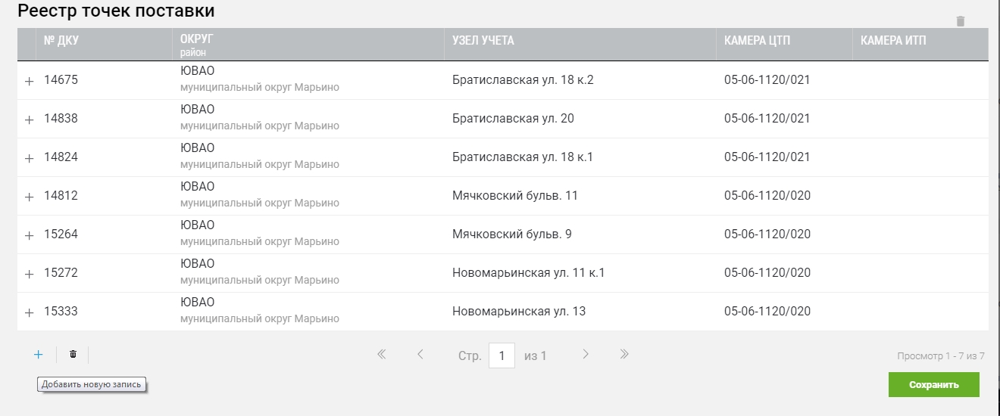 Реестр точек поставки
№ ДКУ ОКРУГ УЗЕЛ УЧЕТА КАМЕРА ЦТП КАМЕРА ИТП
район
14675 ЮВАО Братиславская ул. 18 к.2 05-06-1120/021
муниципальный округ Марьино
14838 ЮВАО Братиславская ул. 20 05-06-1120/021
муниципальный округ Марьино
14824 ЮВАО Братиславская ул. 18 к.1 05-06-1120/021
муниципальный округ Марьино
14812 ЮВАО Мячковский бульв. 11 05-06-1120/020
муниципальный округ Марьино
15264 ЮВАО Мячковский бульв. 9 05-06-1120/020
муниципальный округ Марьино
15272 ЮВАО Новомарьинская ул. 11 к.1 05-06-1120/020
муниципальный округ Марьино
15333 ЮВАО Новомарьинская ул. 13 05-06-1120/020
муниципальный округ Марьино
Стр. 1 из 1 Просмотр 1 - 7 из 7
Добавить новую запись Сохранить